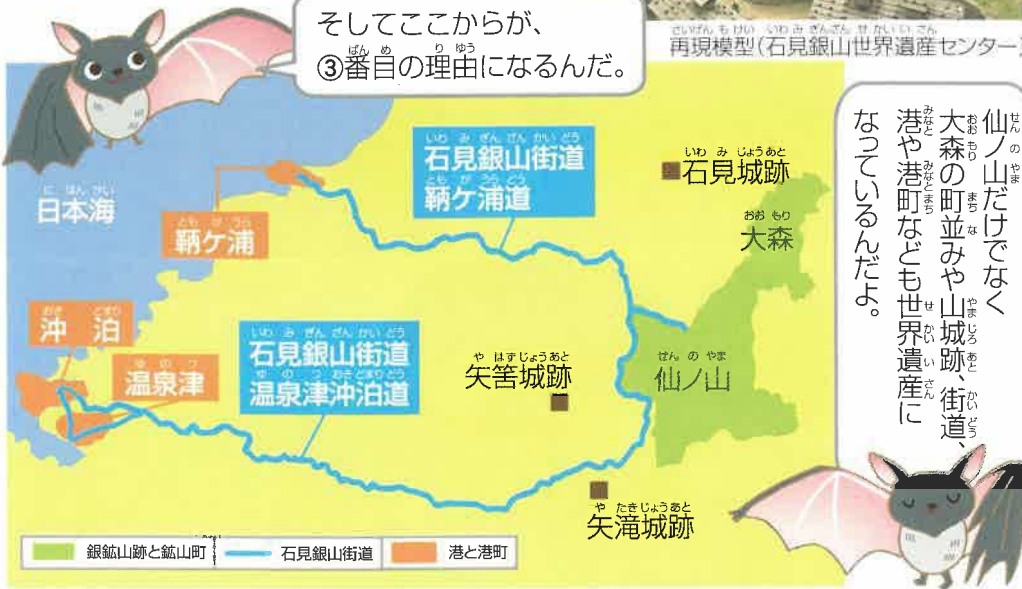 そしてここからが、
③番目の理由になるんだ。
再現模型(石見銀山世界遺産センター)
仙ノ山だけでなく
大森の町並みや山城跡、街道、
港や港町なども世界遺産に
なっているんだよ。
日本海
鞆ケ浦
石見銀山街道
鞆ケ浦道
石見城跡
大森
沖泊
温泉津
石見銀山街道
温泉津沖泊道
矢筈城跡
仙ノ山
矢滝城跡
銀鉱山跡と鉱山町
石見銀山街道
港と港町